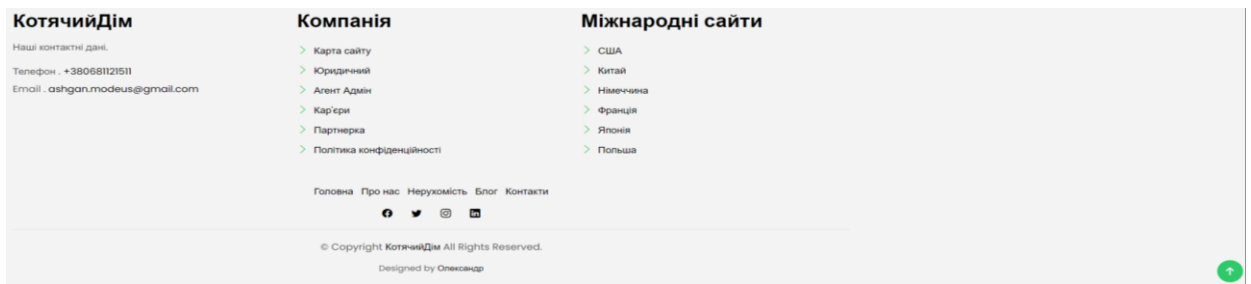 КотячийДім
Наші контактні дані.
Телефон . +380681121511
Email . ashgan.modeus@gmail.com
Компанія
Карта сайту
Юридичний
Агент Адмін
Кар'єри
Партнерка
Політика конфіденційності
Міжнародні сайти
США
Китай
Німеччина
Франція
Японія
Польша
Головна Про нас Нерухомість Блог Контакти
© Copyright КотячийДім All Rights Reserved.
Designed by Олександр